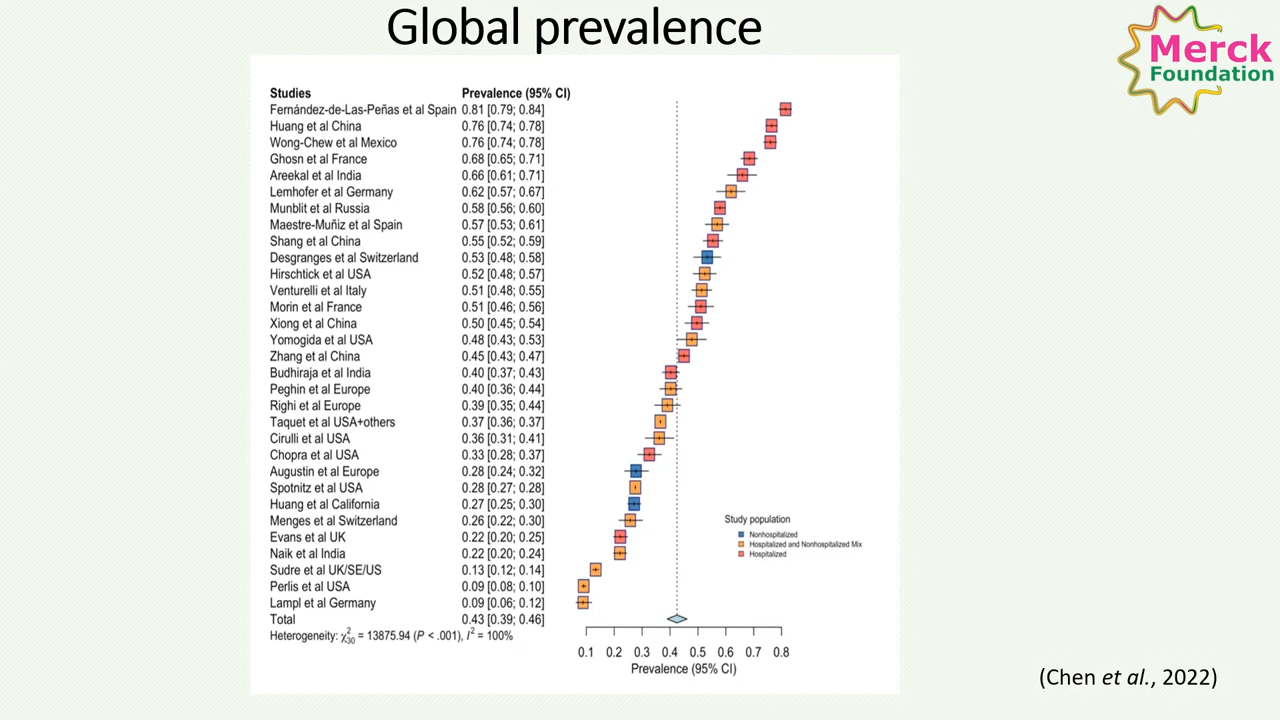 Global prevalence
Merck
Foundation
Studies Prevalence (95% CI)
Fernández-de-Las-Peñas et al Spain 0.81 [0.79; 0.84]
Huang et al China 0.76 [0.74; 0.78]
Wong-Chew et al Mexico 0.76 [0.74; 0.78]
Ghosn et al France 0.68 [0.65; 0.71]
Areekal et al India 0.66 [0.61; 0.71]
Lemhofer et al Germany 0.62 [0.57; 0.67]
Munblit et al Russia 0.58 [0.56; 0.60]
Maestre-Muñiz et al Spain 0.57 [0.53; 0.61]
Shang et al China 0.55 [0.52; 0.59]
Desgranges et al Switzerland 0.53 [0.48; 0.58]
Hirschtick et al USA 0.52 [0.48; 0.57]
Venturelli et al Italy 0.51 [0.48; 0.55]
Morin et al France 0.51 [0.46; 0.56]
Xiong et al China 0.50 [0.45; 0.54]
Yomogida et al USA 0.48 [0.43; 0.53]
Zhang et al China 0.45 [0.43; 0.47]
Budhiraja et al India 0.40 [0.37; 0.43]
Peghin et al Europe 0.40 [0.36; 0.44]
Righi et al Europe 0.39 [0.35; 0.44]
Taquet et al USA+others 0.37 [0.36; 0.37]
Cirulli et al USA 0.36 [0.31; 0.41]
Chopra et al USA 0.33 [0.28; 0.37]
Augustin et al Europe 0.28 [0.24; 0.32]
Spotnitz et al USA 0.28 [0.27; 0.28]
Huang et al California 0.27 [0.25; 0.30]
Menges et al Switzerland 0.26 [0.22; 0.30]
Evans et al UK 0.22 [0.20; 0.25]
Naik et al India 0.22 [0.20; 0.24]
Sudre et al UK/SE/US 0.13 [0.12; 0.14]
Perlis et al USA 0.09 [0.08; 0.10]
Lampl et al Germany 0.09 [0.06; 0.12]
Total 0.43 [0.39; 0.46]
Heterogeneity: χ²₃₀ = 13875.94 (P < .001), I² = 100%
Study population
Nonhospitalized
Hospitalized and Nonhospitalized Mix
Hospitalized
0.1 0.2 0.3 0.4 0.5 0.6 0.7 0.8
Prevalence (95% CI)
(Chen et al., 2022)